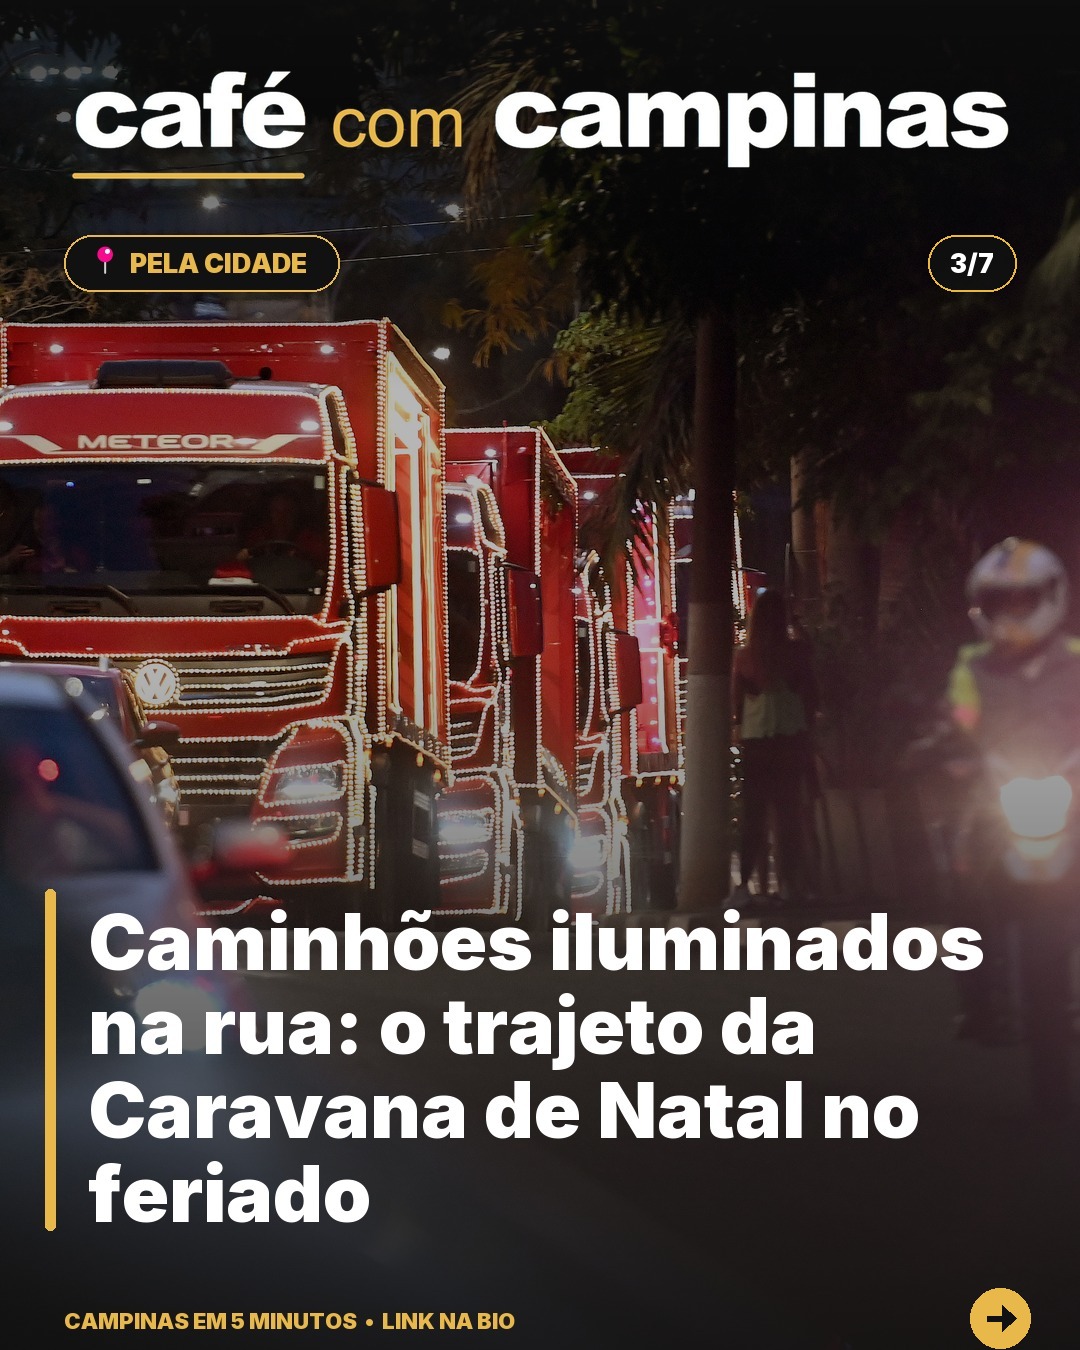 café com campinas
📍 PELA CIDADE
3/7
METEOR
Caminhões iluminados
na rua: o trajeto da
Caravana de Natal no
feriado
CAMPINAS EM 5 MINUTOS • LINK NA BIO